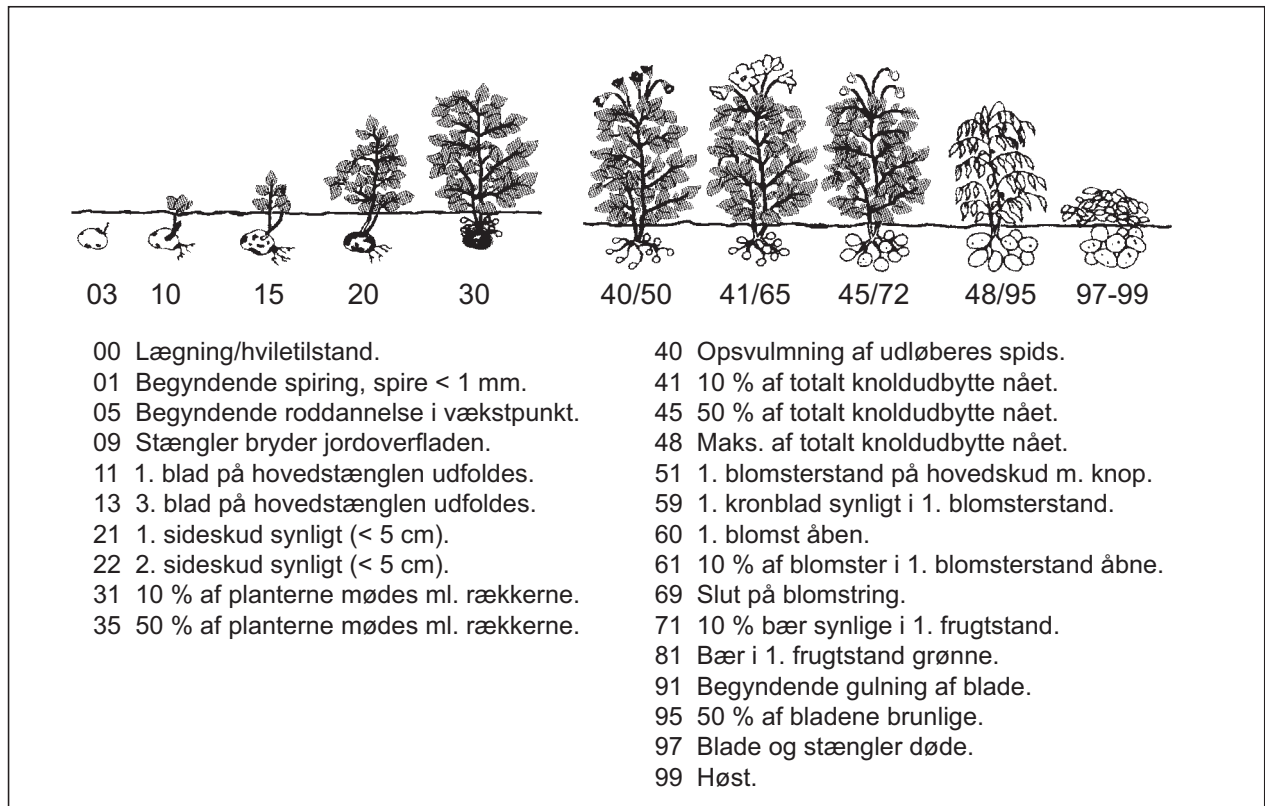 03 10 15 20 30 40/50 41/65 45/72 48/95 97-99
00 Lægning/hviletilstand.
01 Begyndende spiring, spire < 1 mm.
05 Begyndende roddannelse i vækstpunkt.
09 Stængler bryder jordoverfladen.
11 1. blad på hovedstænglen udfoldes.
13 3. blad på hovedstænglen udfoldes.
21 1. sideskud synligt (< 5 cm).
22 2. sideskud synligt (< 5 cm).
31 10 % af planterne mødes ml. rækkerne.
35 50 % af planterne mødes ml. rækkerne.
40 Opsvulmning af udløberes spids.
41 10 % af totalt knoldudbytte nået.
45 50 % af totalt knoldudbytte nået.
48 Maks. af totalt knoldudbytte nået.
51 1. blomsterstand på hovedskud m. knop.
59 1. kronblad synligt i 1. blomsterstand.
60 1. blomst åben.
61 10 % af blomster i 1. blomsterstand åbne.
69 Slut på blomstring.
71 10 % bær synlige i 1. frugtstand.
81 Bær i 1. frugtstand grønne.
91 Begyndende gulning af blade.
95 50 % af bladene brunlige.
97 Blade og stængler døde.
99 Høst.